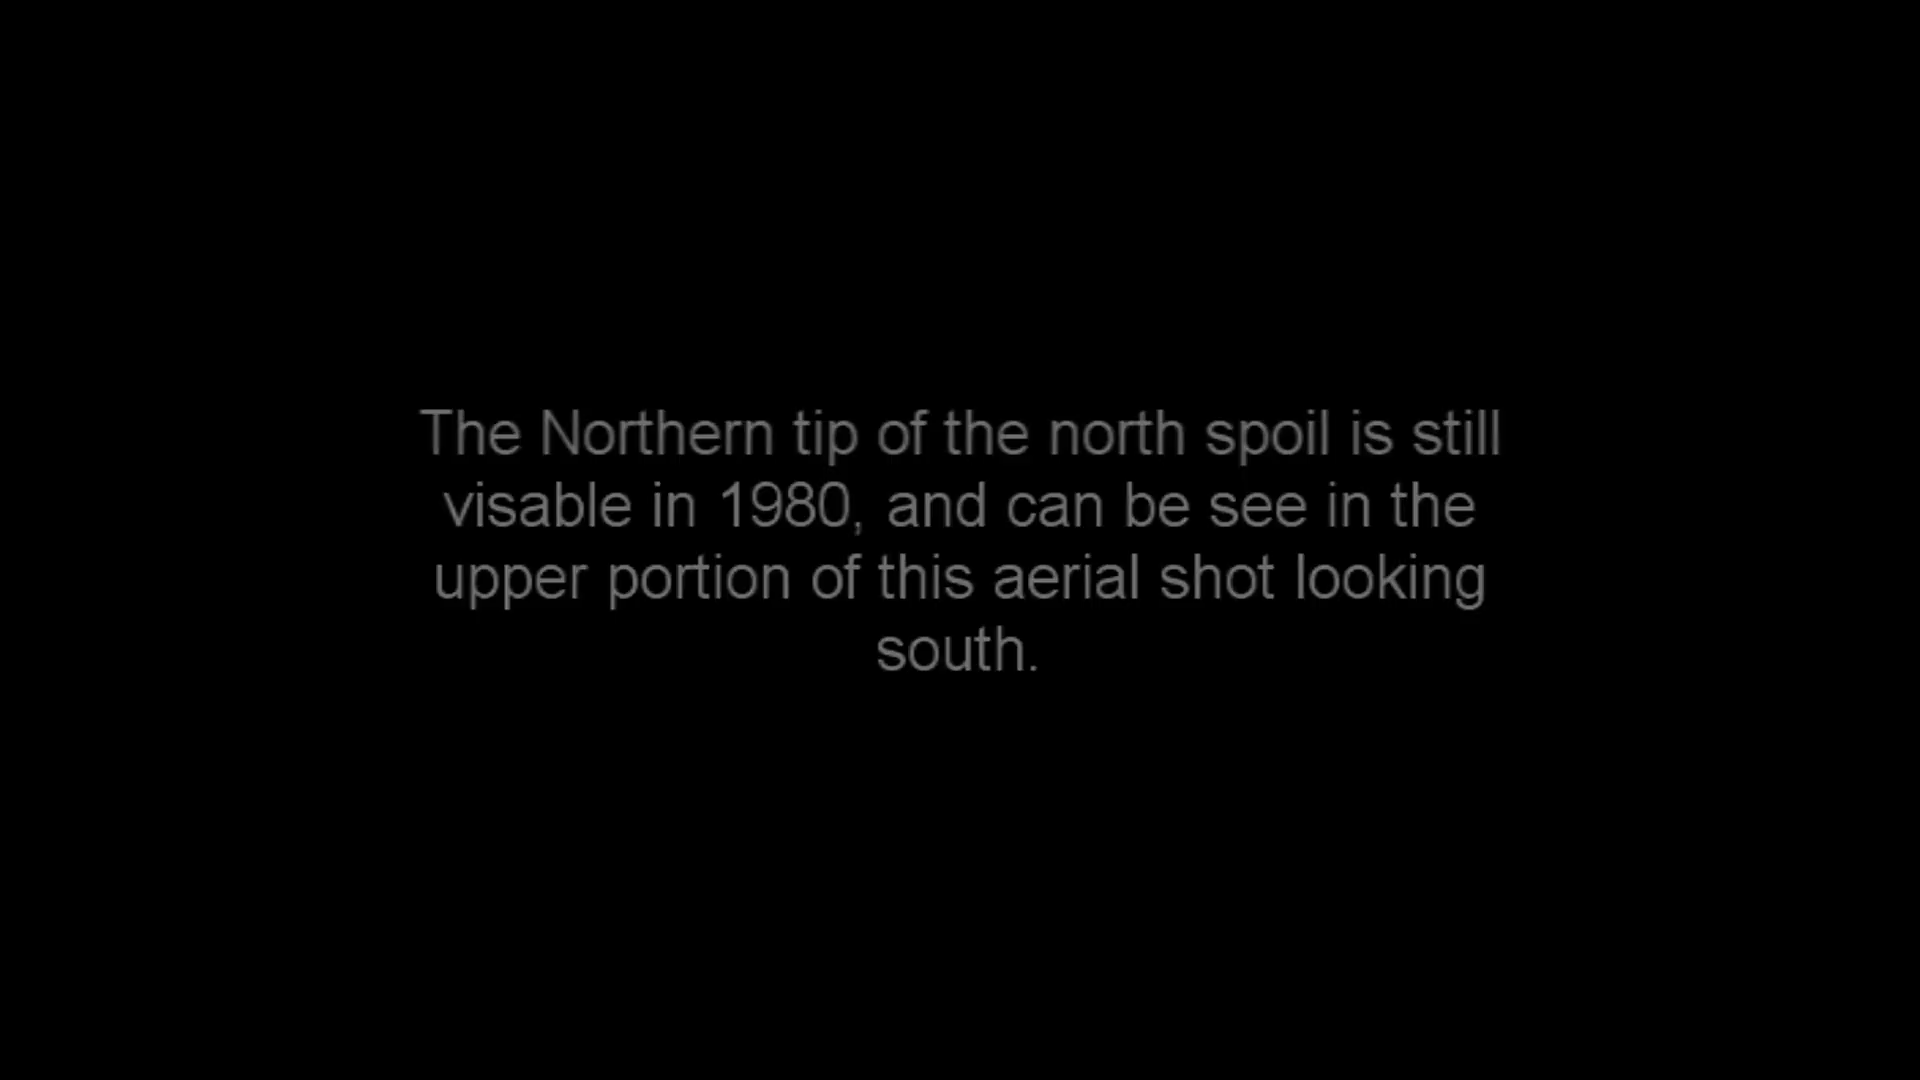 The Northern tip of the north spoil is still
visable in 1980, and can be see in the
upper portion of this aerial shot looking
south.